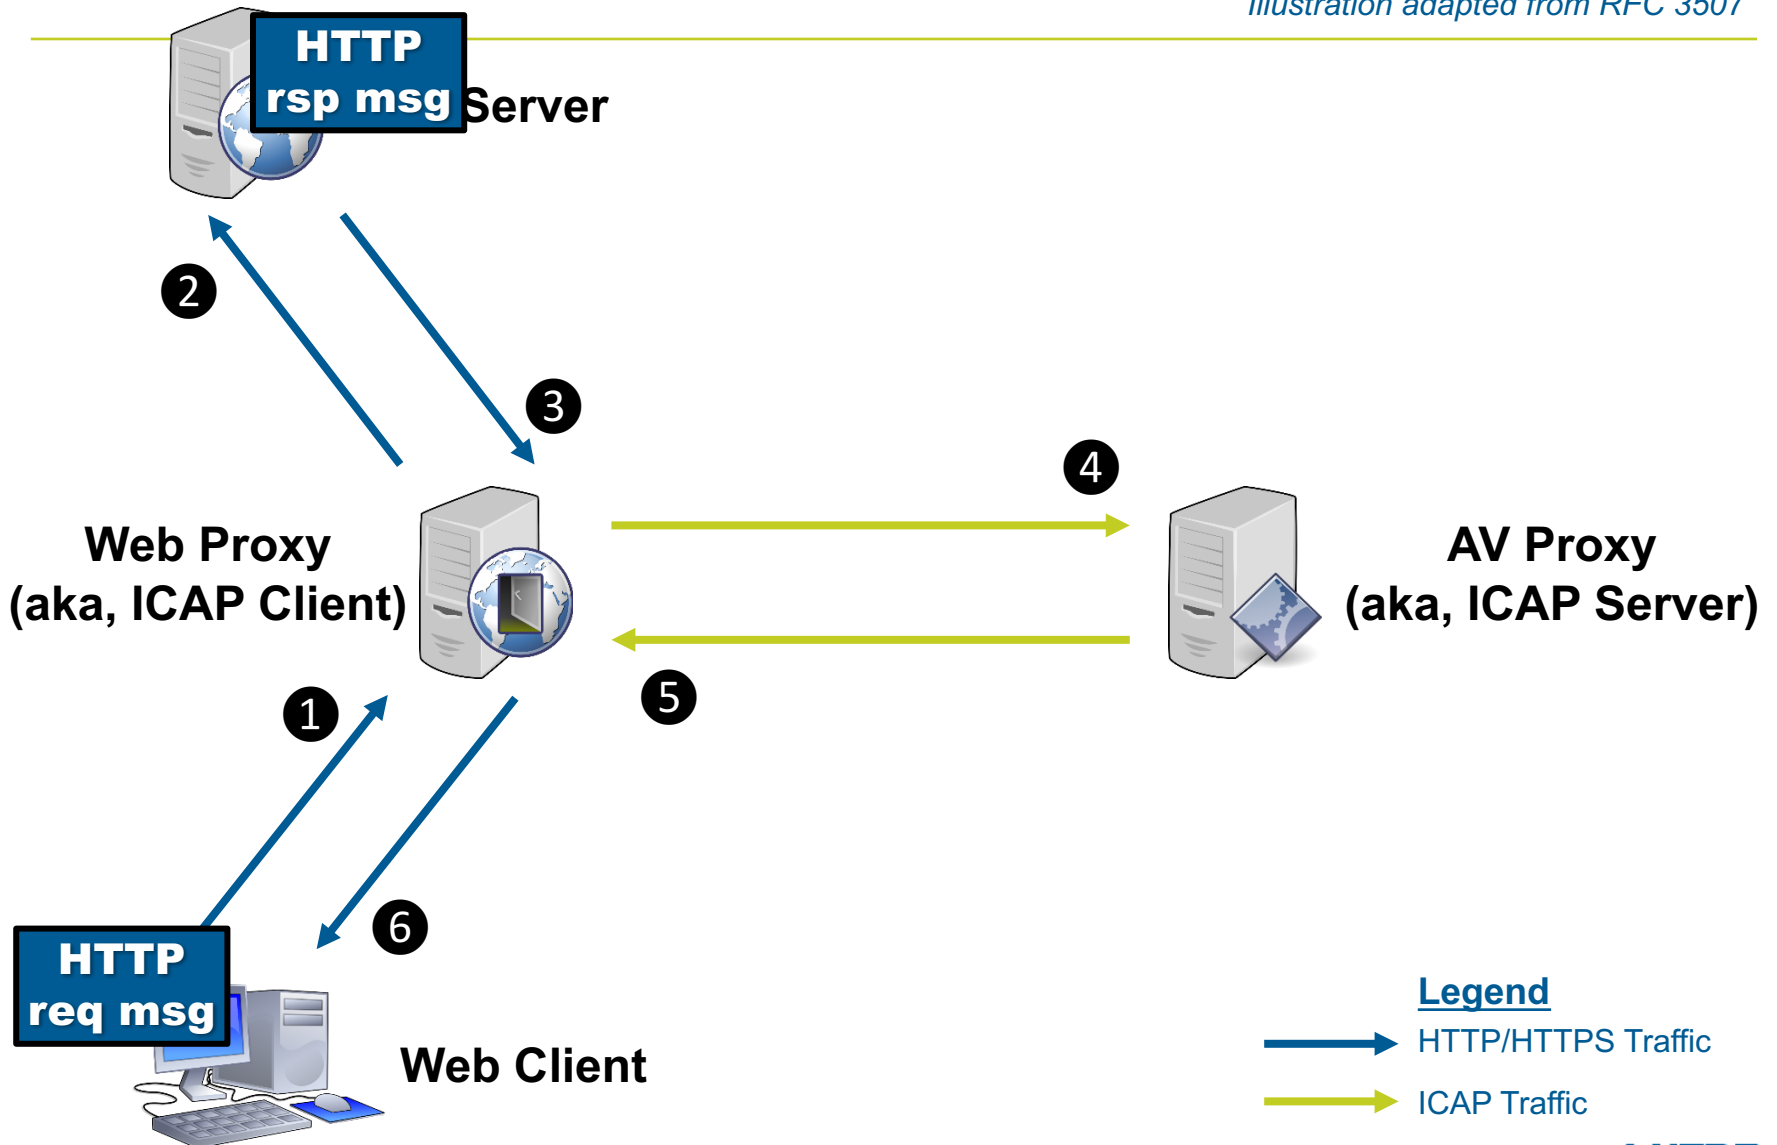 Illustration adapted from RFC 3507
HTTP
rsp msg
Server
2
3
4
Web Proxy
(aka, ICAP Client)
AV Proxy
(aka, ICAP Server)
5
1
6
HTTP
req msg
Web Client
Legend
HTTP/HTTPS Traffic
ICAP Traffic